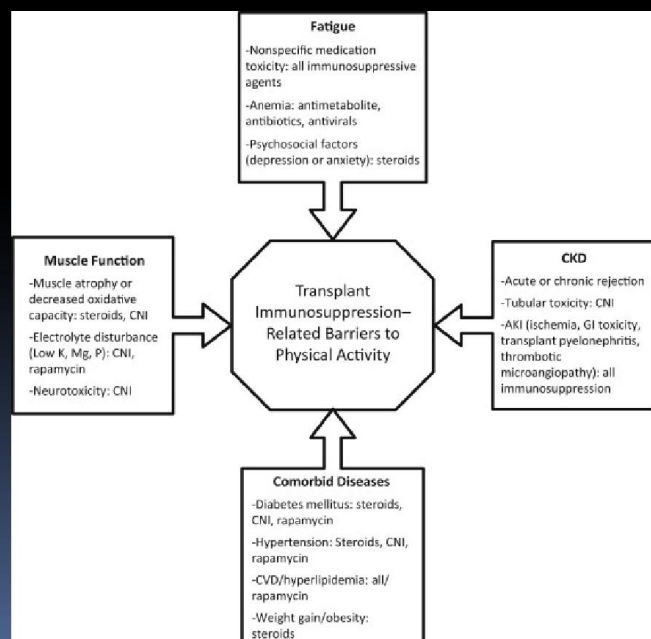 Fatigue
-Nonspecific medication
toxicity: all immunosuppressive
agents
-Anemia: antimetabolite,
antibiotics, antivirals
-Psychosocial factors
(depression or anxiety): steroids
Muscle Function
-Muscle atrophy or
decreased oxidative
capacity: steroids, CNI
-Electrolyte disturbance
(Low K, Mg, P): CNI,
rapamycin
-Neurotoxicity: CNI
Transplant
Immunosuppression–
Related Barriers to
Physical Activity
CKD
-Acute or chronic rejection
-Tubular toxicity: CNI
-AKI (ischemia, GI toxicity,
transplant pyelonephritis,
thrombotic
microangiopathy): all
immunosuppression
Comorbid Diseases
-Diabetes mellitus: steroids,
CNI, rapamycin
-Hypertension: Steroids, CNI,
rapamycin
-CVD/hyperlipidemia: all/
rapamycin
-Weight gain/obesity:
steroids